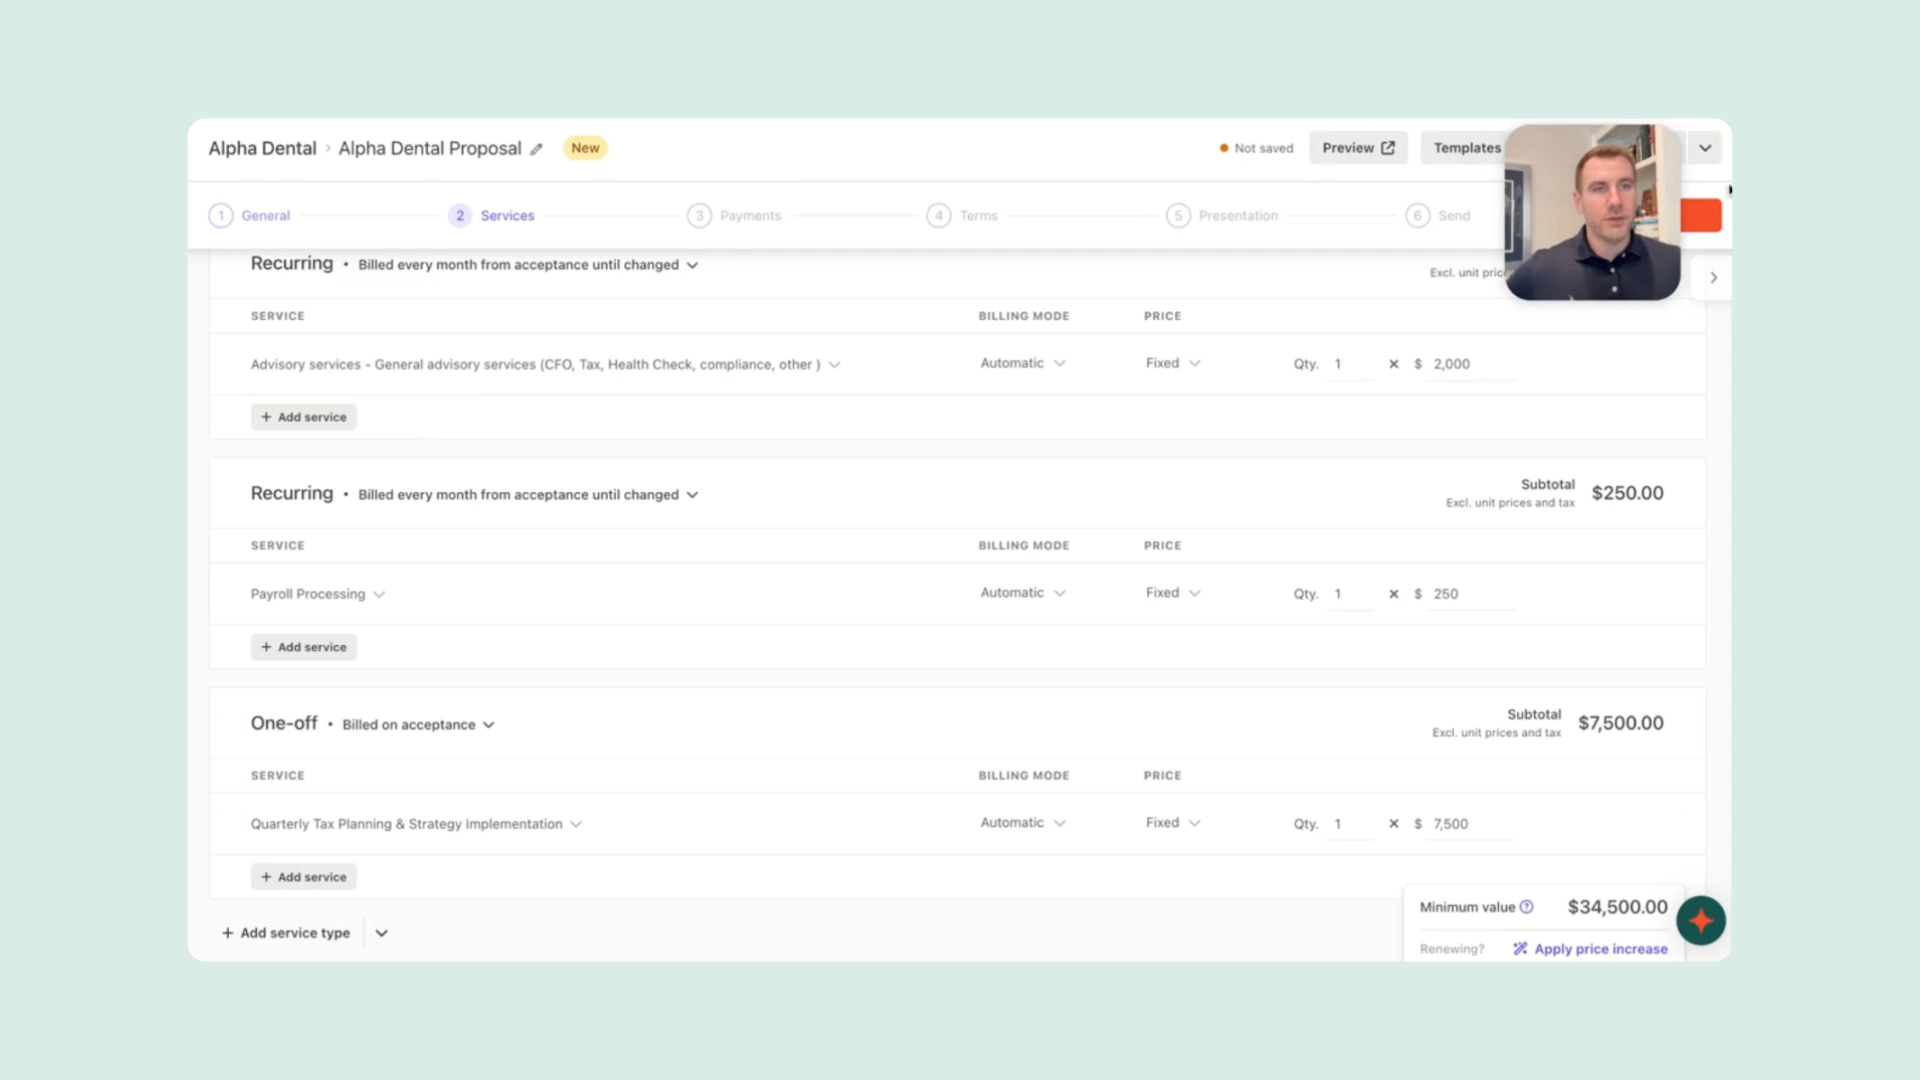 Alpha Dental › Alpha Dental Proposal New
Not saved Preview Templates
1 General 2 Services 3 Payments 4 Terms 5 Presentation 6 Send
Recurring • Billed every month from acceptance until changed
Excl. unit
SERVICE BILLING MODE PRICE
Advisory services - General advisory services (CFO, Tax, Health Check, compliance, other ) Automatic Fixed Qty. 1 × $ 2,000
+ Add service
Recurring • Billed every month from acceptance until changed
Subtotal
Excl. unit prices and tax
$250.00
SERVICE BILLING MODE PRICE
Payroll Processing Automatic Fixed Qty. 1 × $ 250
+ Add service
One-off • Billed on acceptance
Subtotal
Excl. unit prices and tax
$7,500.00
SERVICE BILLING MODE PRICE
Quarterly Tax Planning & Strategy Implementation Automatic Fixed Qty. 1 × $ 7,500
+ Add service
Minimum value ? $34,500.00
+ Add service type
Renewing? Apply price increase